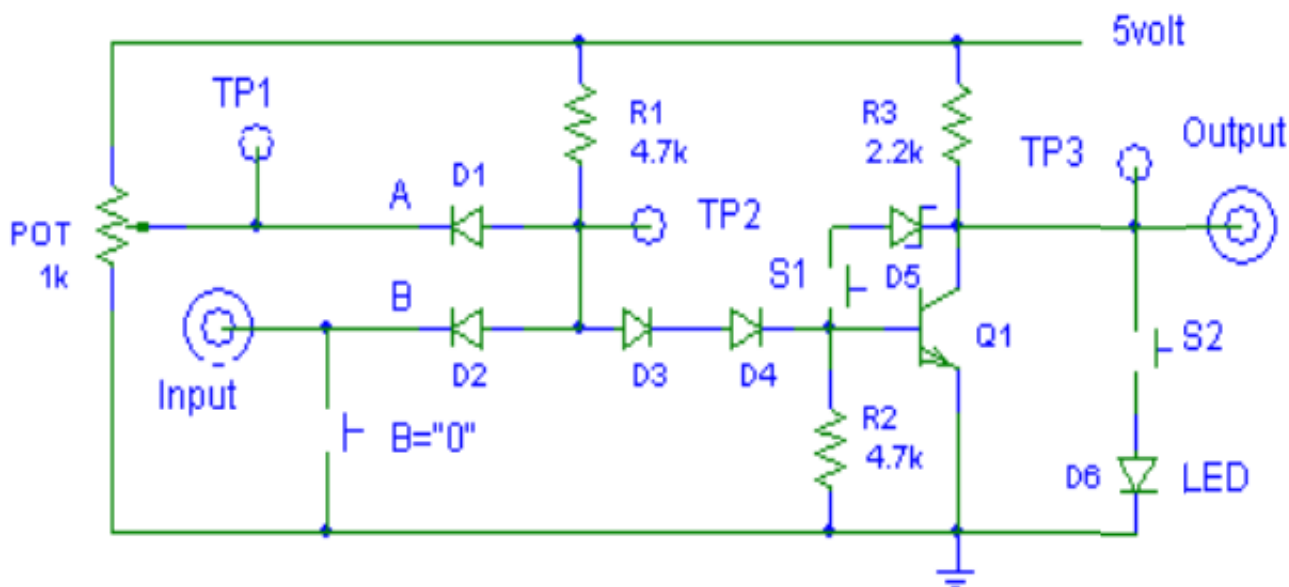 5volt
TP1
R1
4.7k
R3
2.2k
TP3
Output
A
D1
TP2
POT
1k
S1
D5
B
Q1
S2
Input
D2
D3
D4
B="0"
R2
4.7k
D6
LED